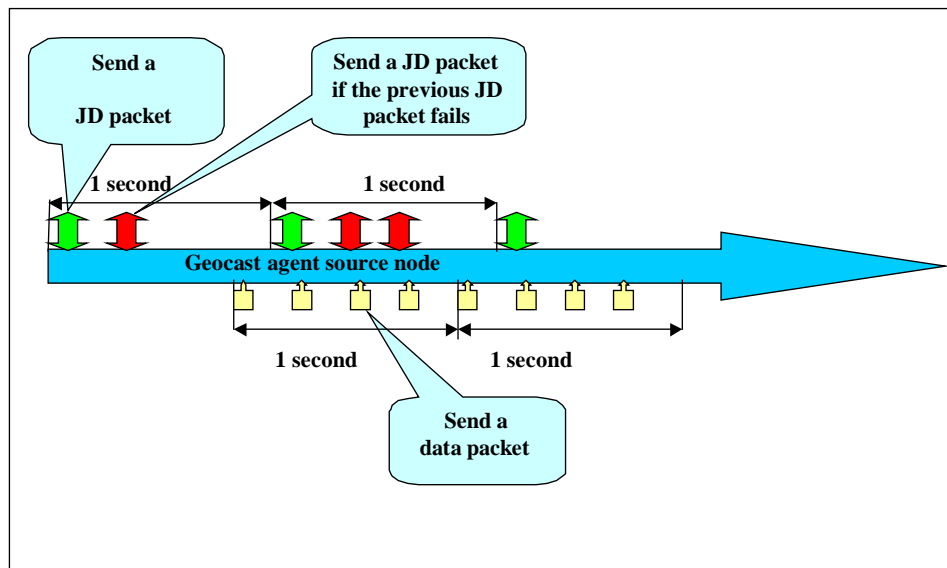 Send a
JD packet
Send a JD packet
if the previous JD
packet fails
1 second
1 second
Geocast agent source node
1 second
1 second
Send a
data packet